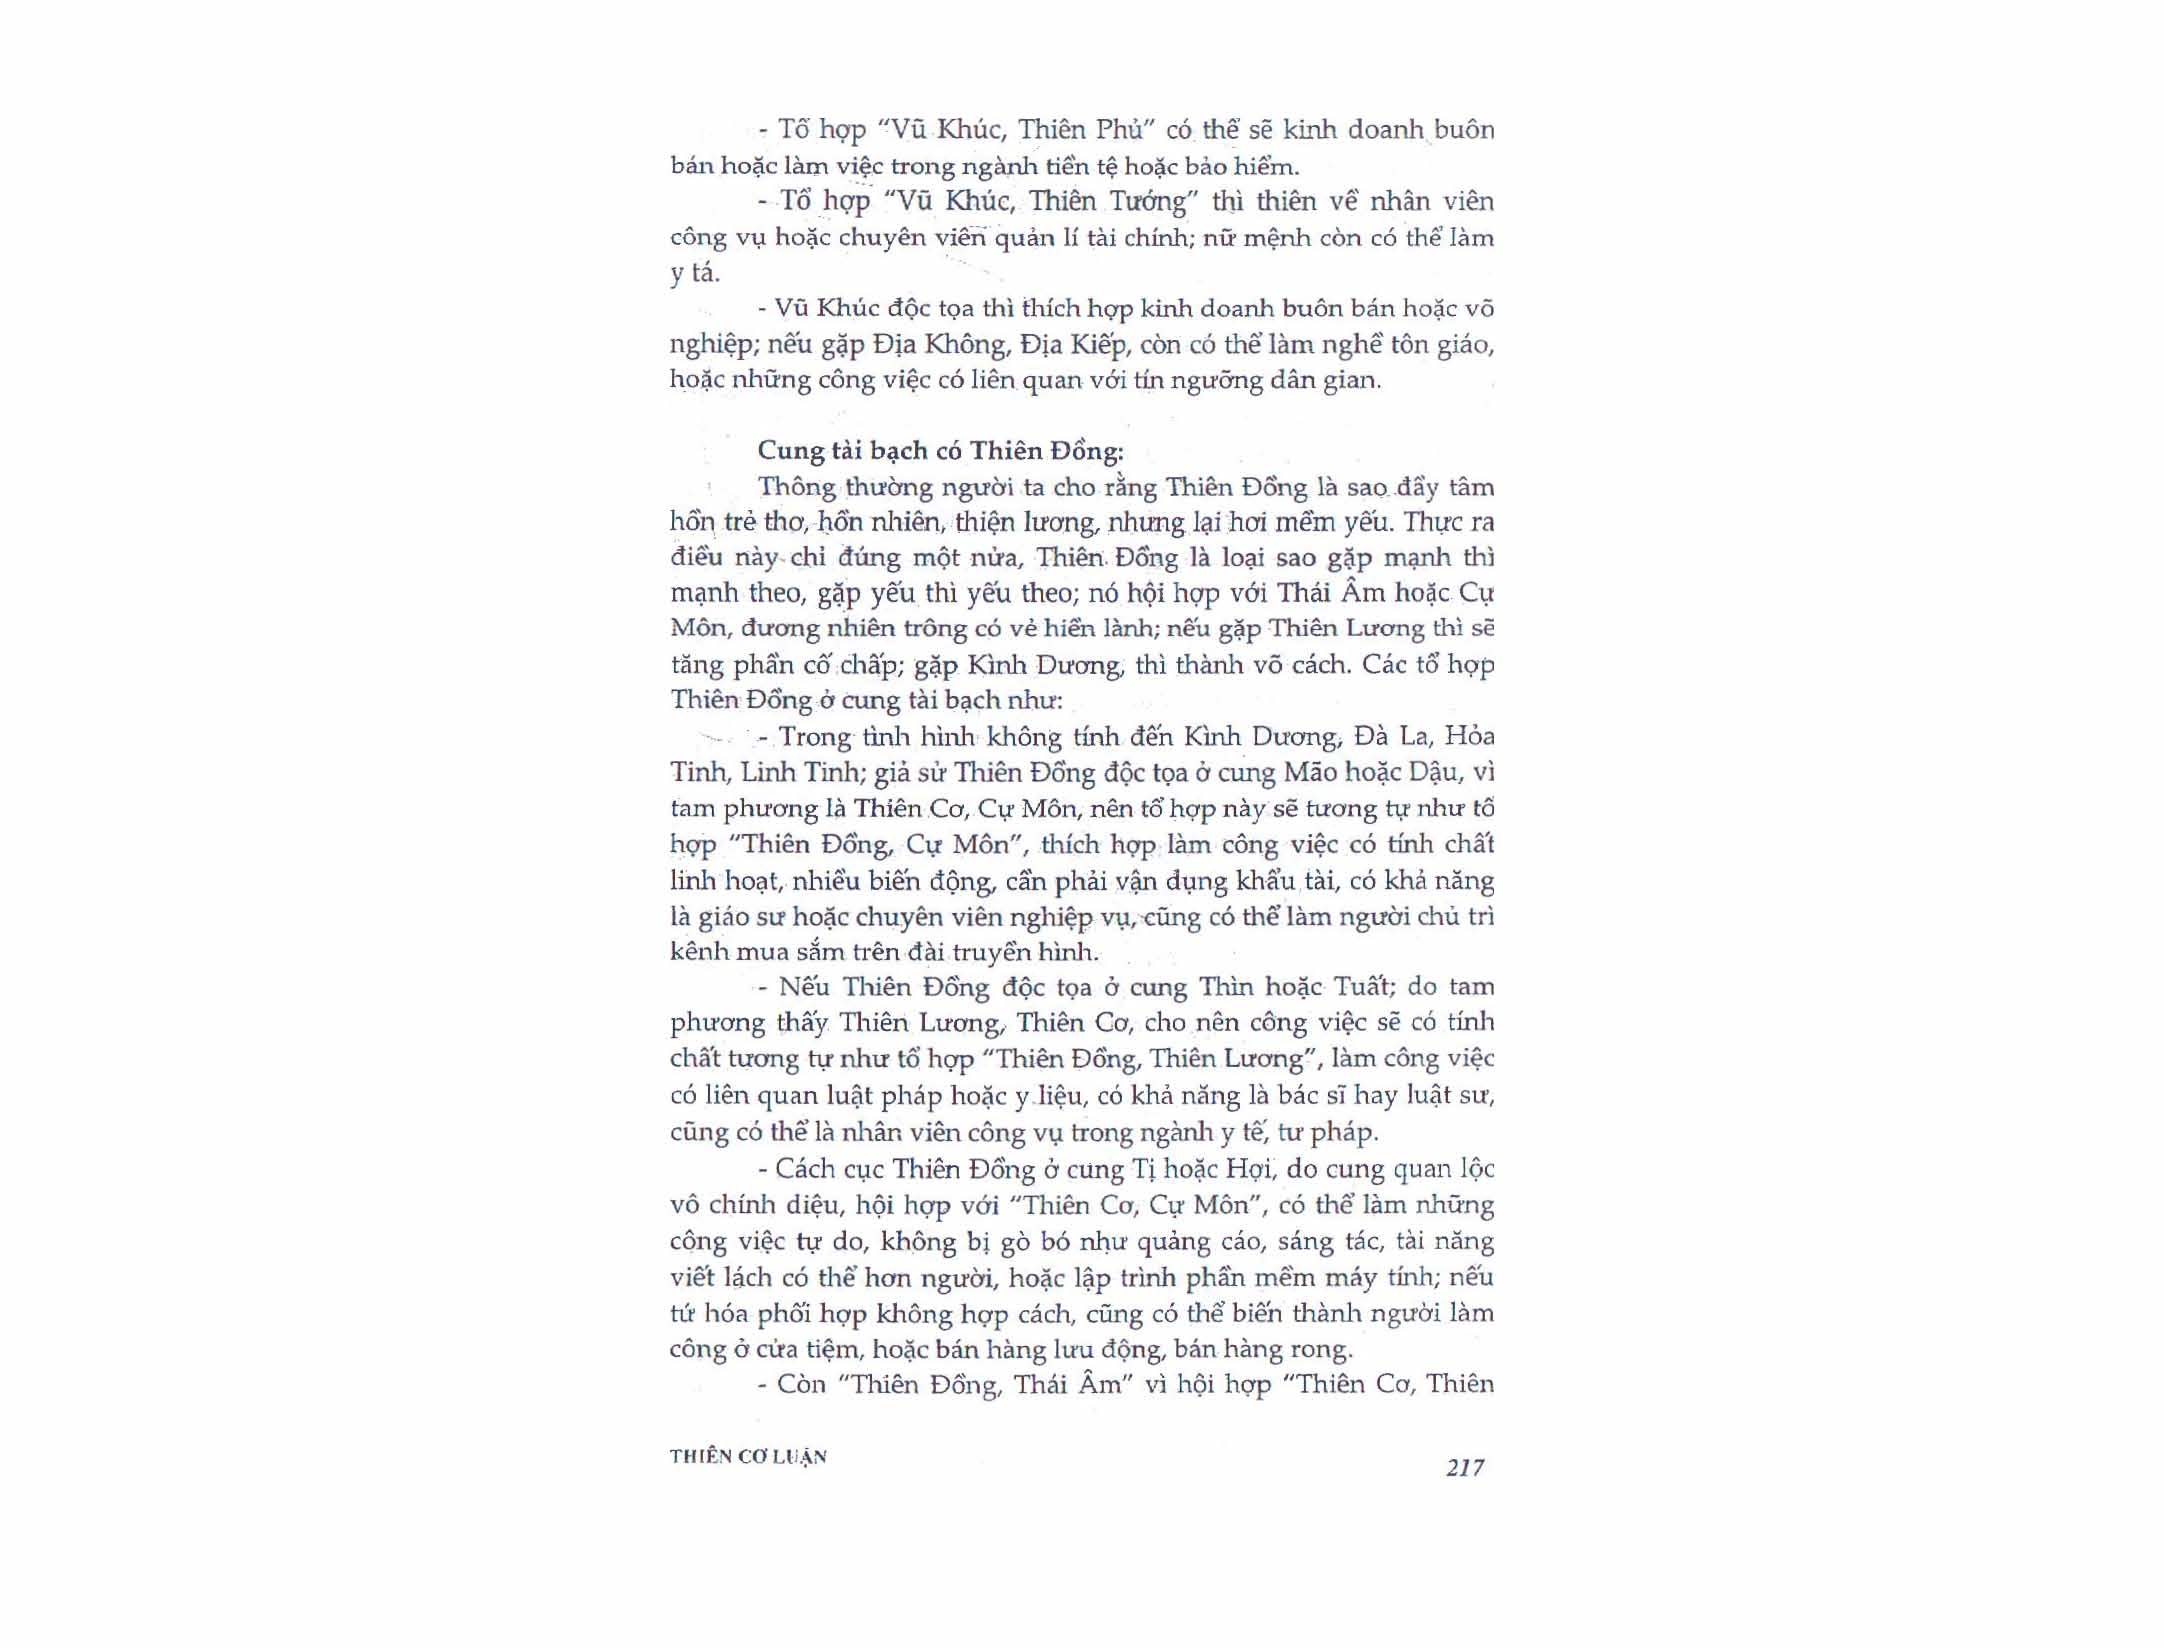 - Tổ hợp "Vũ Khúc, Thiên Phủ" có thể sẽ kinh doanh buôn
bán hoặc làm việc trong ngành tiền tệ hoặc bảo hiểm.
- Tổ hợp "Vũ Khúc, Thiên Tướng" thì thiên về nhân viên
công vụ hoặc chuyên viên quản lí tài chính; nữ mệnh còn có thể làm
y tá.
- Vũ Khúc độc tọa thì thích hợp kinh doanh buôn bán hoặc võ
nghiệp; nếu gặp Địa Không, Địa Kiếp, còn có thể làm nghề tôn giáo,
hoặc những công việc có liên quan với tín ngưỡng dân gian.
Cung tài bạch có Thiên Đồng:
Thông thường người ta cho rằng Thiên Đồng là sao đầy tâm
hồn trẻ thơ, hồn nhiên, thiện lương, nhưng lại hơi mềm yếu. Thực ra
điều này chỉ đúng một nửa, Thiên Đồng là loại sao gặp mạnh thì
mạnh theo, gặp yếu thì yếu theo; nó hội hợp với Thái Âm hoặc Cự
Môn, đương nhiên trông có vẻ hiền lành; nếu gặp Thiên Lương thì sẽ
tăng phần cố chấp; gặp Kình Dương, thì thành võ cách. Các tổ hợp
Thiên Đồng ở cung tài bạch như:
- Trong tình hình không tính đến Kình Dương, Đà La, Hỏa
Tinh, Linh Tinh; giả sử Thiên Đồng độc tọa ở cung Mão hoặc Dậu, vì
tam phương là Thiên Cơ, Cự Môn, nên tổ hợp này sẽ tương tự như tổ
hợp "Thiên Đồng, Cự Môn", thích hợp làm công việc có tính chất
linh hoạt, nhiều biến động, cần phải vận dụng khẩu tài, có khả năng
là giáo sư hoặc chuyên viên nghiệp vụ, cũng có thể làm người chủ trì
kênh mua sắm trên đài truyền hình.
- Nếu Thiên Đồng độc tọa ở cung Thìn hoặc Tuất; do tam
phương thấy Thiên Lương, Thiên Cơ, cho nên công việc sẽ có tính
chất tương tự như tổ hợp "Thiên Đồng, Thiên Lương", làm công việc
có liên quan luật pháp hoặc y liệu, có khả năng là bác sĩ hay luật sư,
cũng có thể là nhân viên công vụ trong ngành y tế, tư pháp.
- Cách cục Thiên Đồng ở cung Tị hoặc Hợi, do cung quan lộc
vô chính diệu, hội hợp với "Thiên Cơ, Cự Môn", có thể làm những
công việc tự do, không bị gò bó như quảng cáo, sáng tác, tài năng
viết lách có thể hơn người, hoặc lập trình phần mềm máy tính; nếu
tứ hóa phối hợp không hợp cách, cũng có thể biến thành người làm
công ở cửa tiệm, hoặc bán hàng lưu động, bán hàng rong.
- Còn "Thiên Đồng, Thái Âm" vì hội hợp "Thiên Cơ, Thiên
THIÊN CƠ LUẬN
217